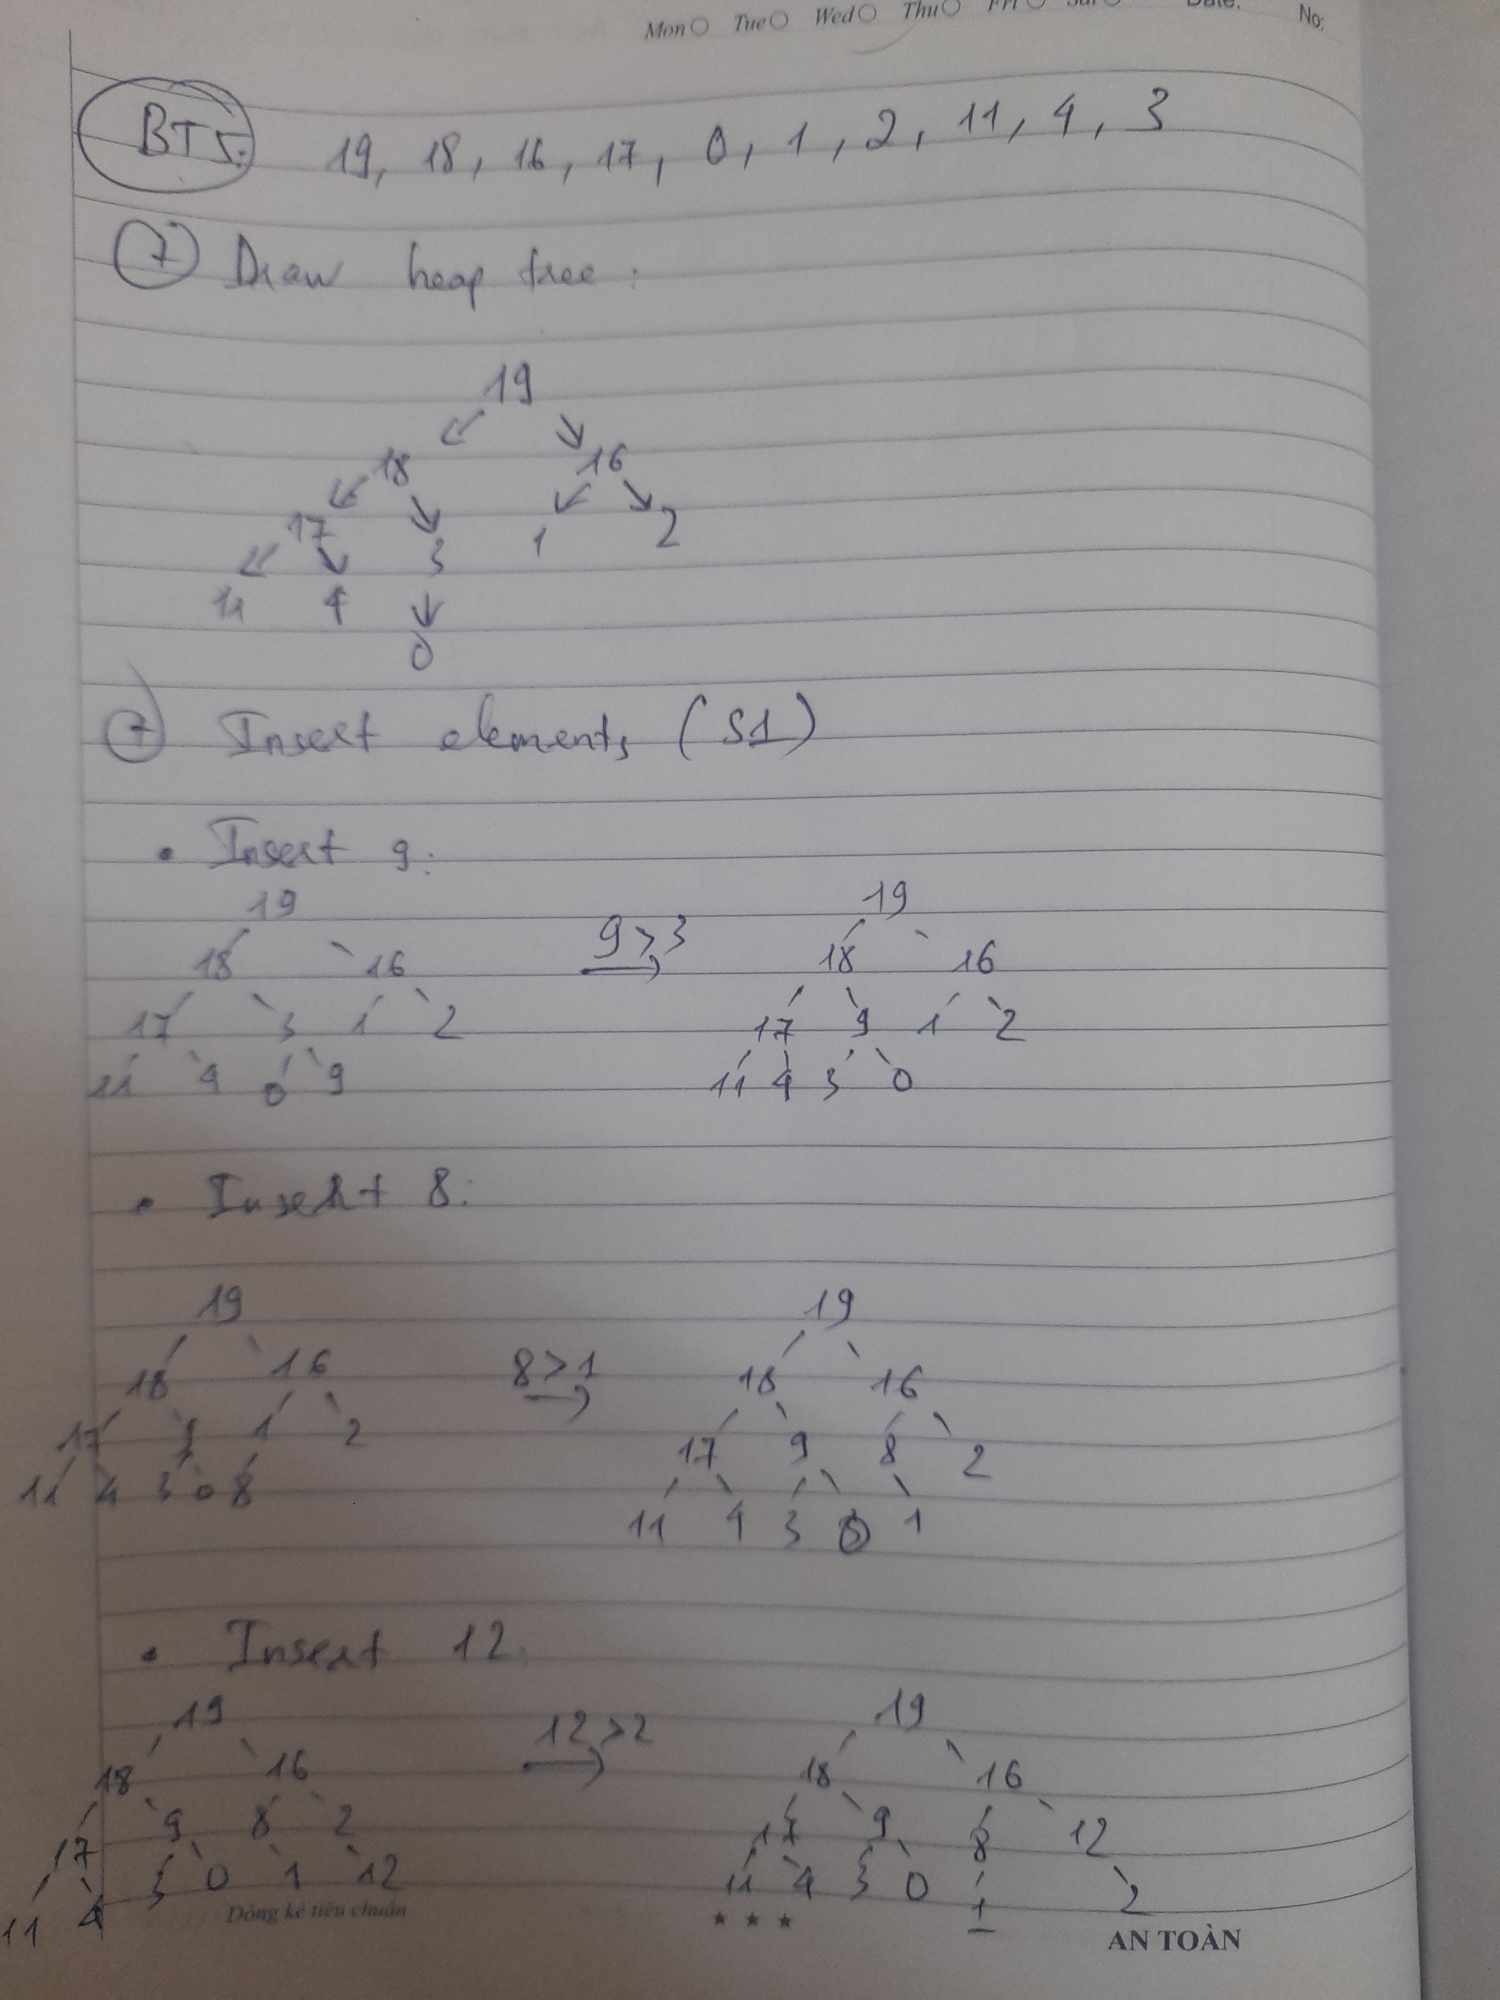 Mon Tue Wed Thu Fri Sat Date: No:
BT5: 19, 18, 16, 17, 0, 1, 2, 11, 4, 3
+ Draw heap tree:
19
18 16
17 3 1 2
11 4 0
+ Insert elements (S1)
• Insert 9:
19 9>3 19
18 16 18 16
17 3 1 2 17 9 1 2
11 4 0 9 11 4 3 0
• Insert 8:
19 8>1 19
18 16 18 16
17 9 1 2 17 9 8 2
11 4 3 0 8 11 4 3 0 1
• Insert 12
19 12>2 19
18 16 18 16
17 9 8 2 17 9 8 12
11 4 3 0 1 12 11 4 3 0 1 2
Dòng kẻ tiêu chuẩn ★ ★ ★ AN TOÀN